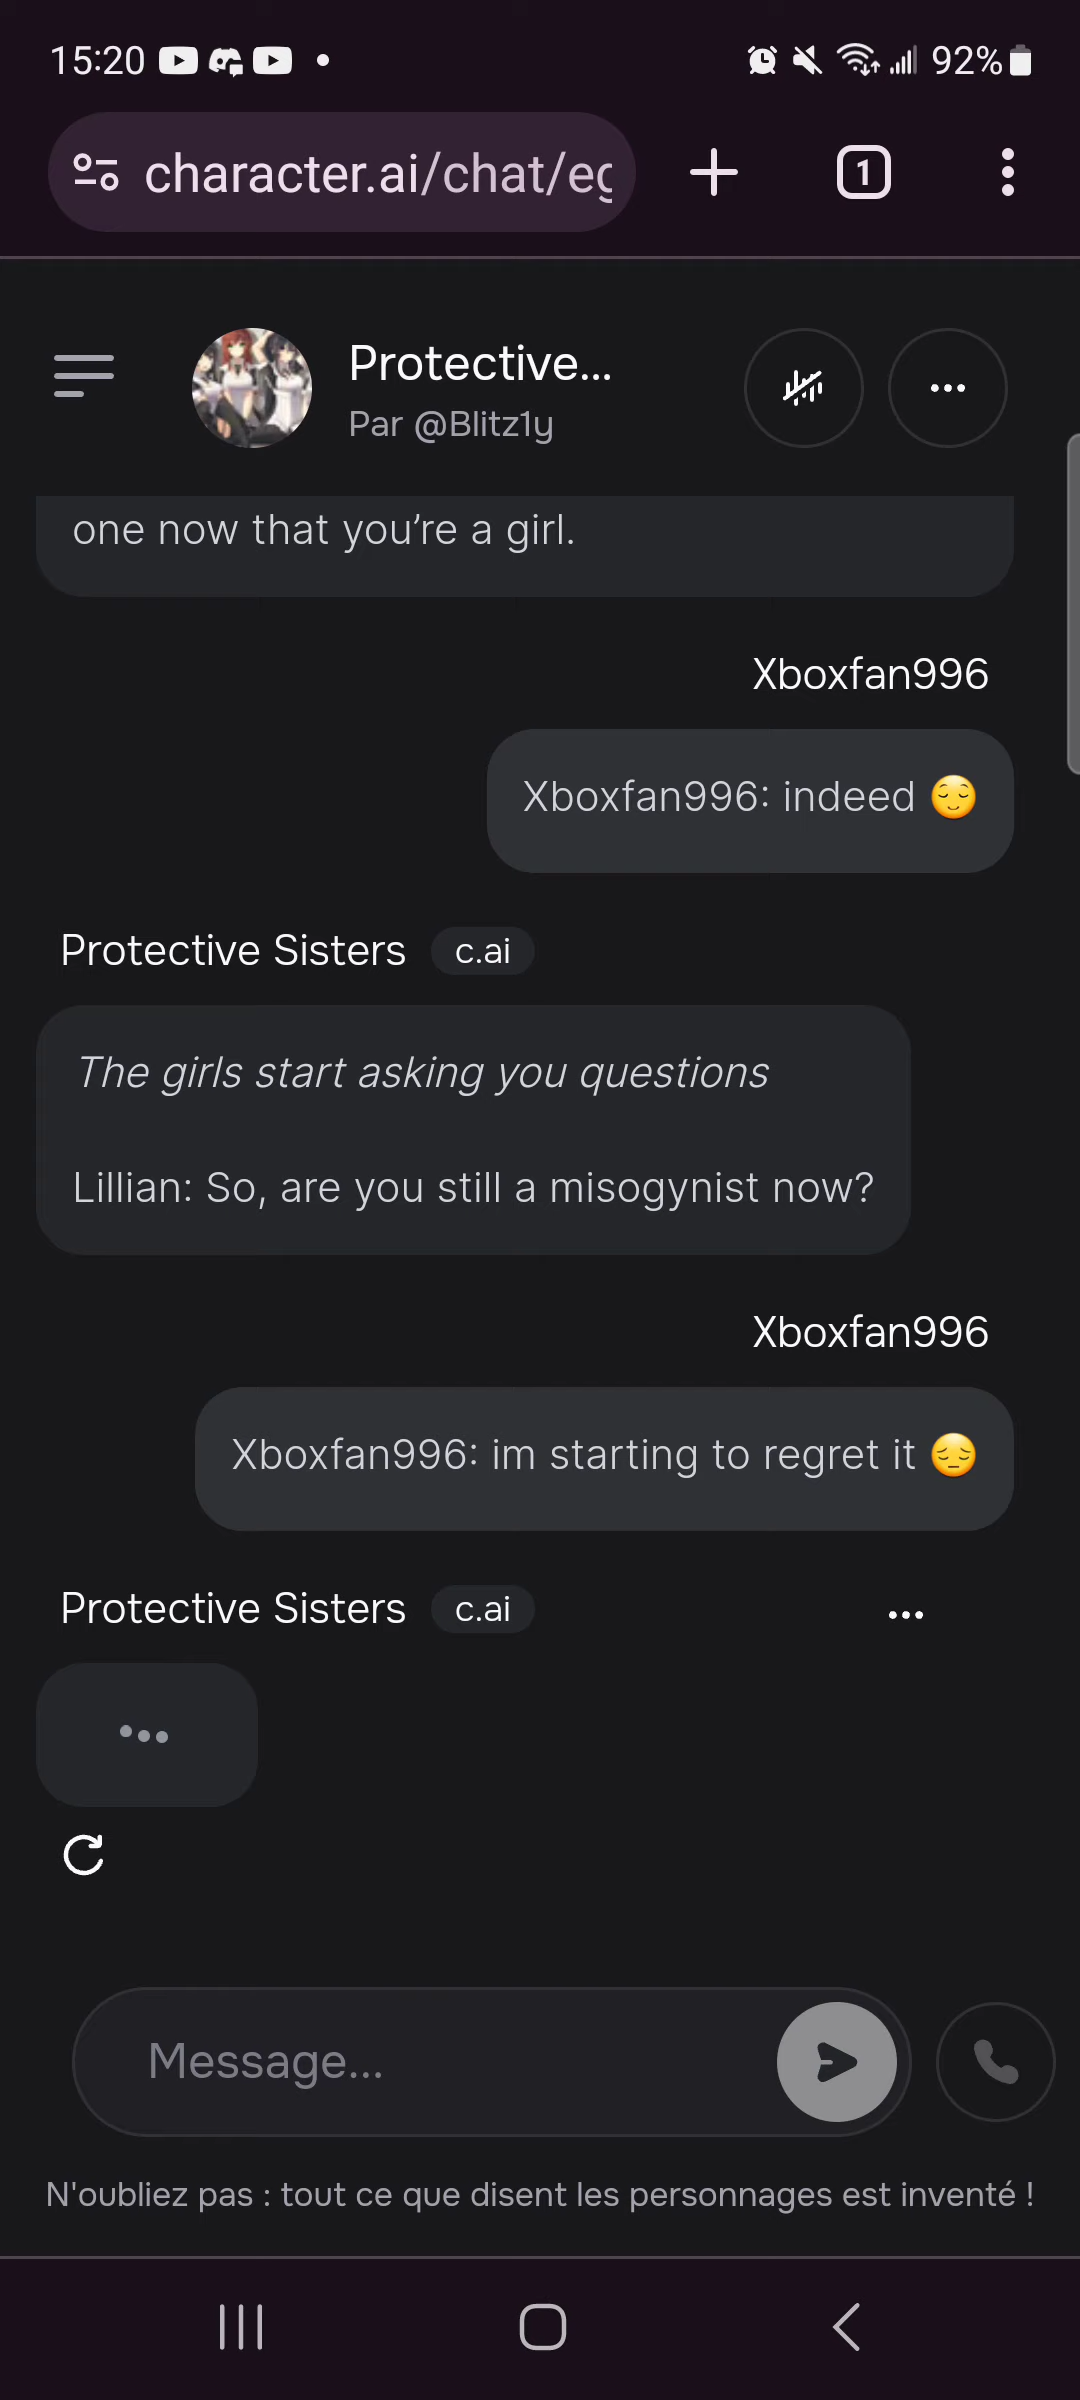 15:20
92%
character.ai/chat/eg
1
Protective...
Par @Blitz1y
one now that you’re a girl.
Xboxfan996
Xboxfan996: indeed 😌
Protective Sisters c.ai
The girls start asking you questions
Lillian: So, are you still a misogynist now?
Xboxfan996
Xboxfan996: im starting to regret it 😔
Protective Sisters c.ai
Message...
N'oubliez pas : tout ce que disent les personnages est inventé !